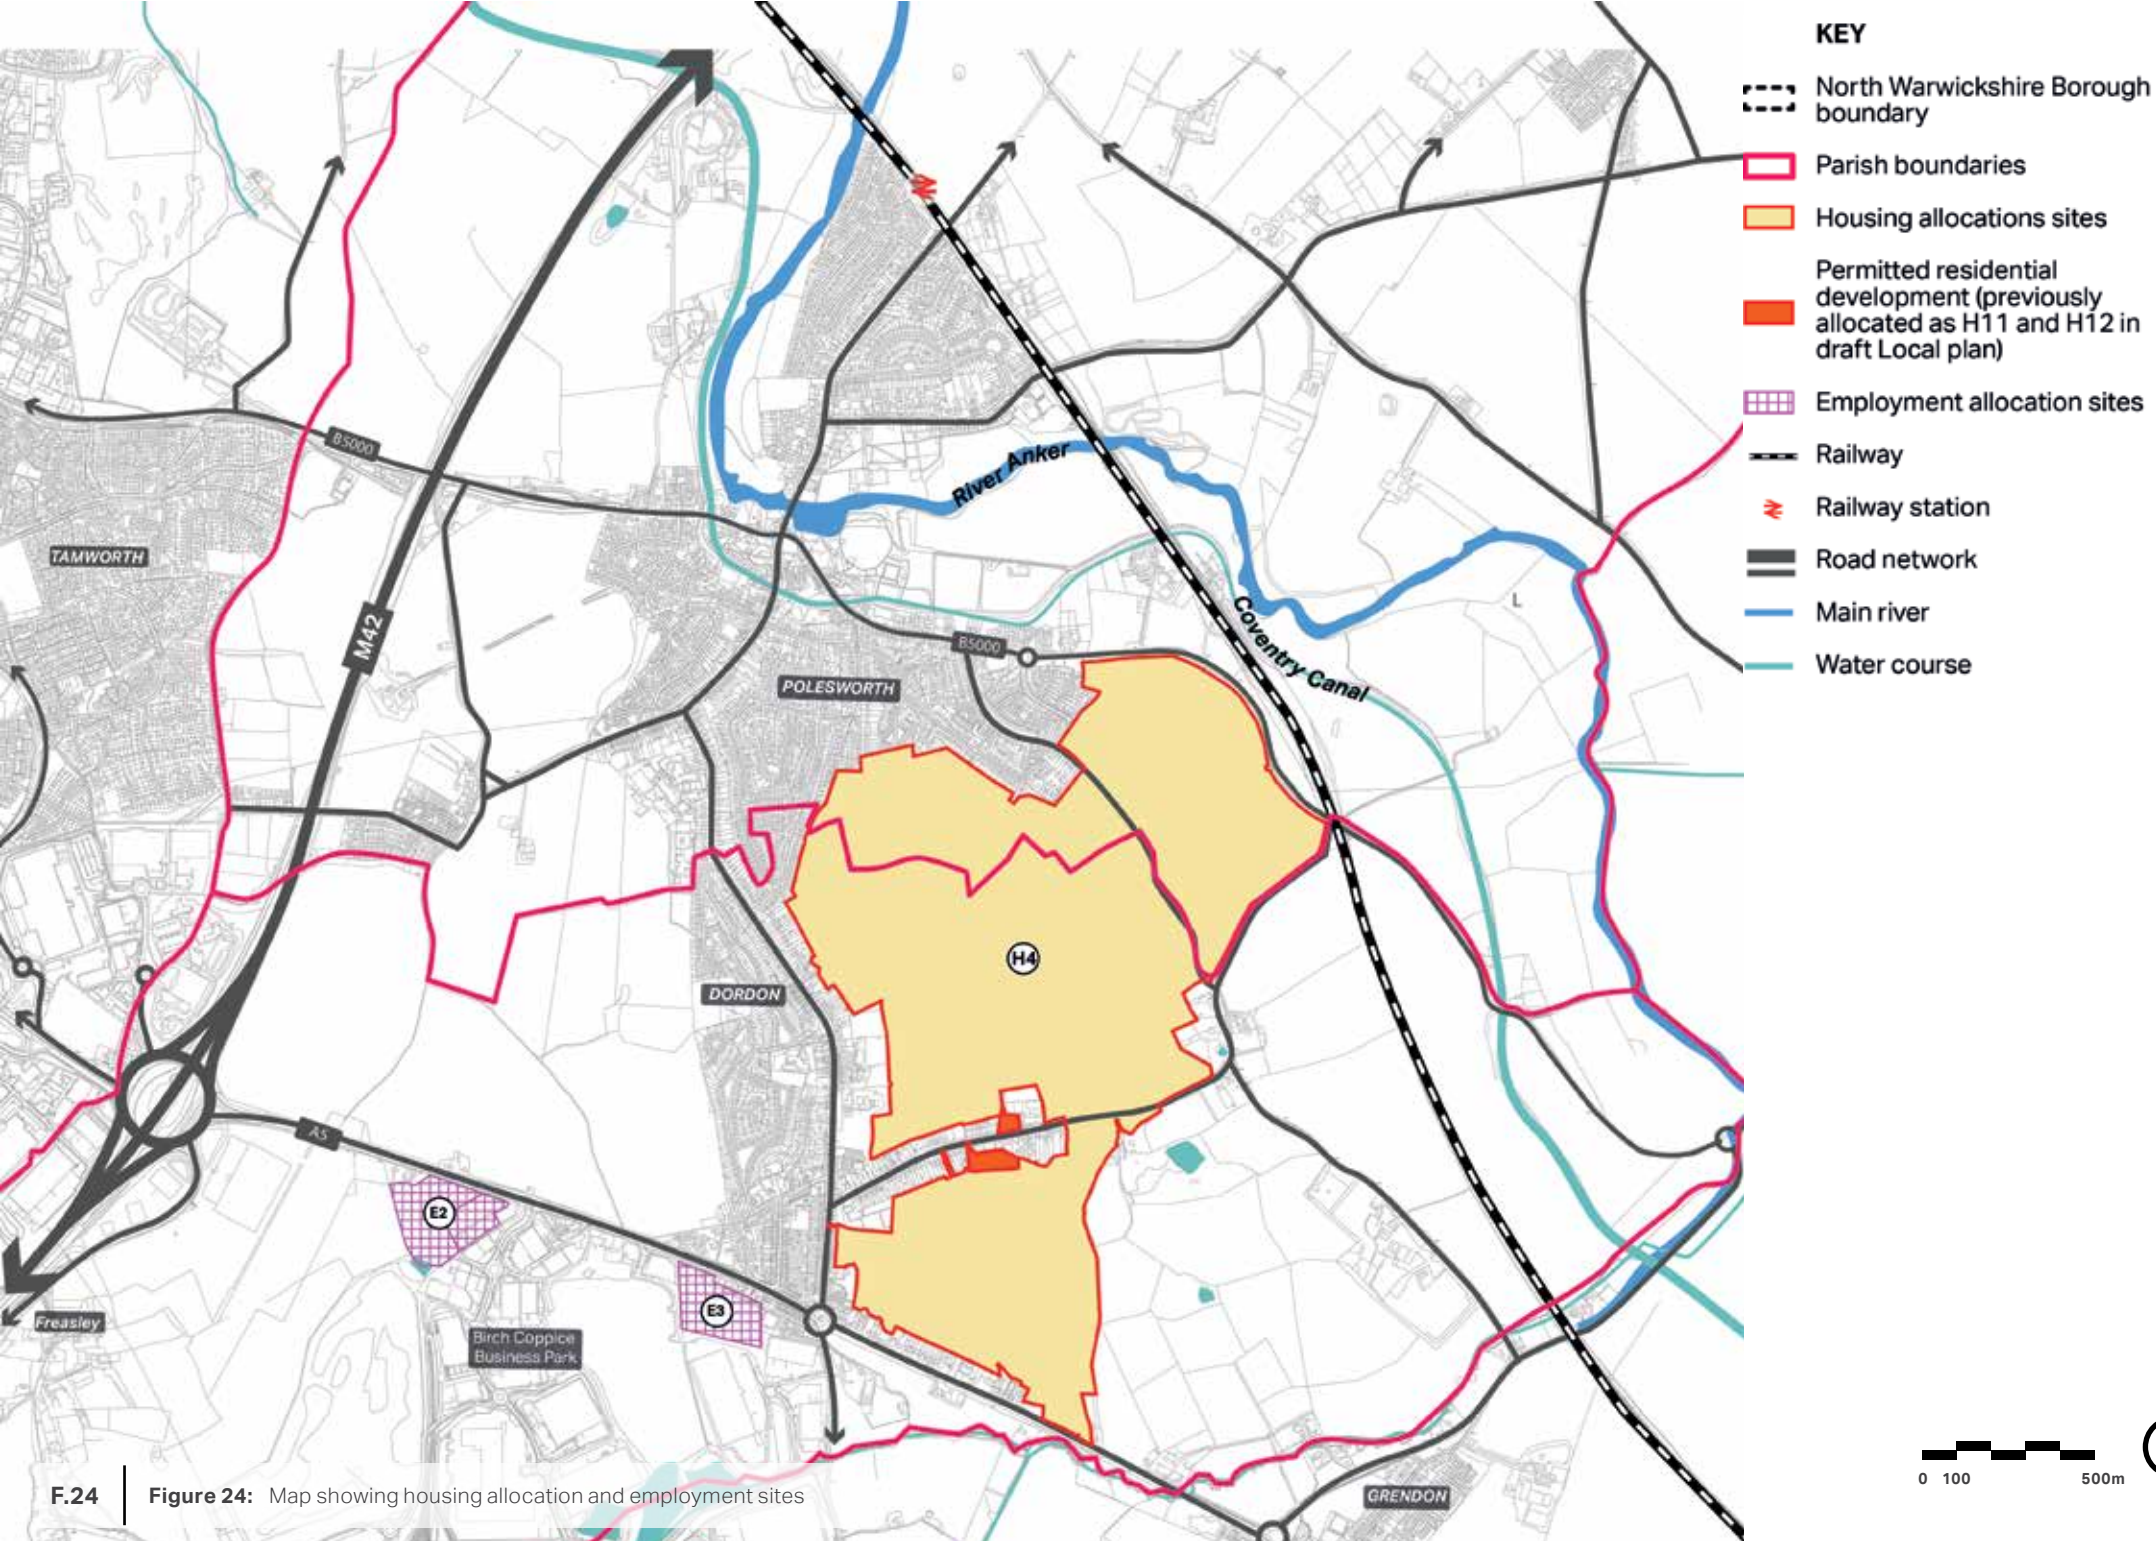 KEY
North Warwickshire Borough
boundary
Parish boundaries
Housing allocations sites
Permitted residential
development (previously
allocated as H11 and H12 in
draft Local plan)
Employment allocation sites
Railway
Railway station
Road network
Main river
Water course
B5000
River Anker
TAMWORTH
M42
Coventry Canal
L
B5000
POLESWORTH
H4
DORDON
A5
E2
E3
Freasley
Birch Coppice
Business Park
GRENDON
0 100 500m
F.24 Figure 24: Map showing housing allocation and employment sites